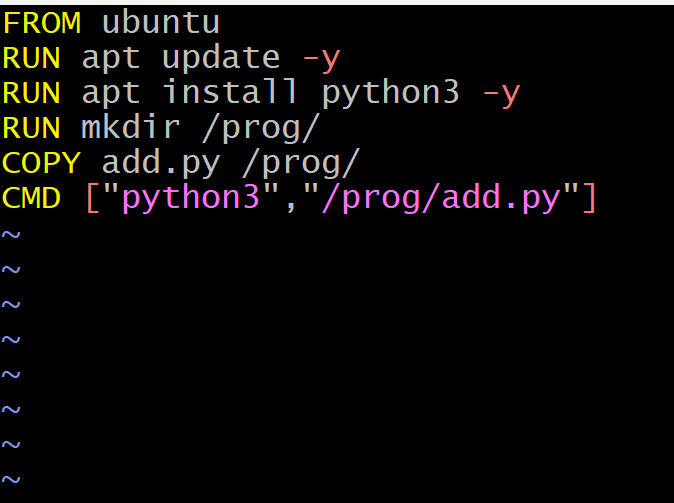 FROM ubuntu
RUN apt update -y
RUN apt install python3 -y
RUN mkdir /prog/
COPY add.py /prog/
CMD ["python3","/prog/add.py"]
~
~
~
~
~
~
~
~